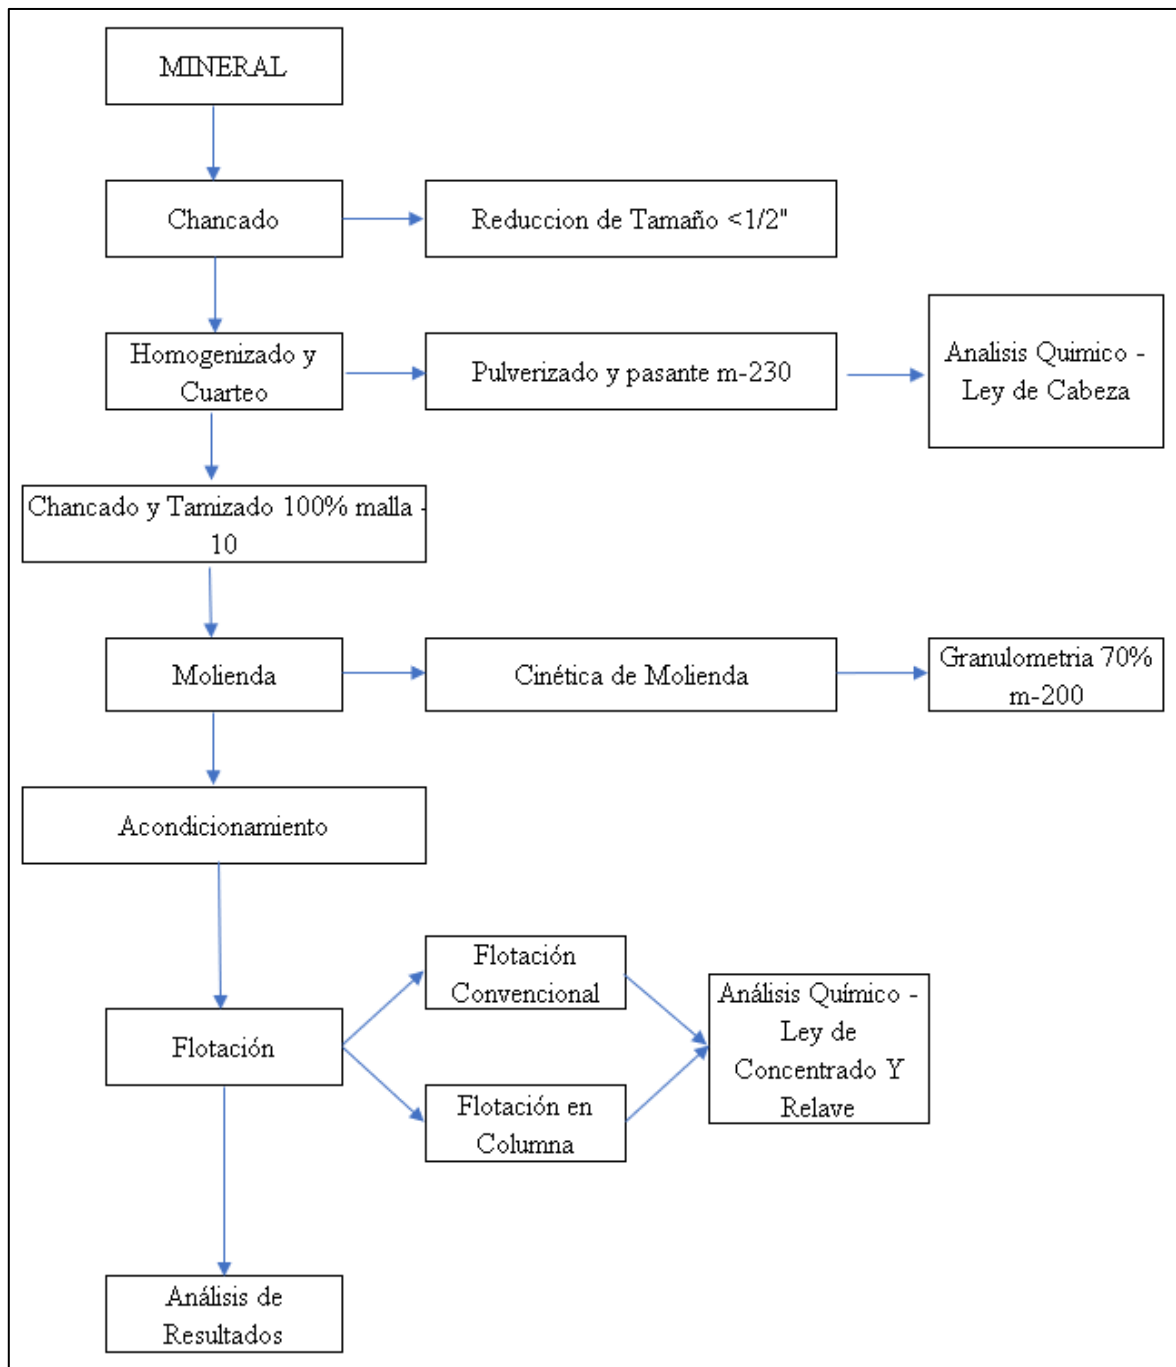 MINERAL
Chancado
Reduccion de Tamaño <1/2"
Homogenizado y
Cuarteo
Pulverizado y pasante m-230
Analisis Quimico -
Ley de Cabeza
Chancado y Tamizado 100% malla -
10
Molienda
Cinética de Molienda
Granulometria 70%
m-200
Acondicionamiento
Flotación
Flotación
Convencional
Flotación en
Columna
Análisis Químico -
Ley de
Concentrado Y
Relave
Análisis de
Resultados